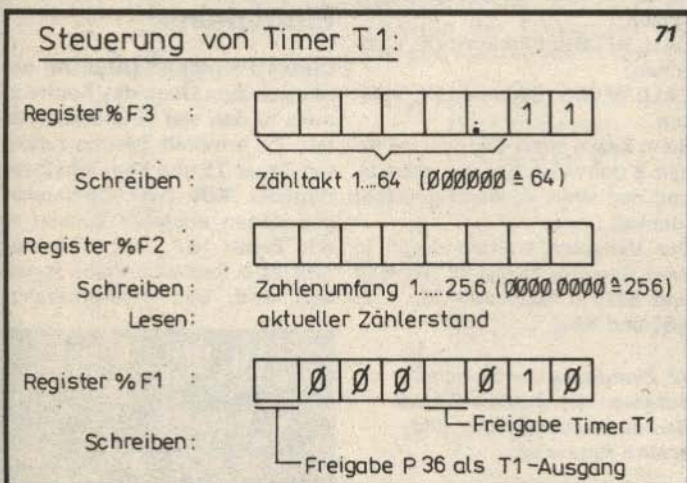 71
Steuerung von Timer T1:
Register %F3 . 1 1
Schreiben : Zähltakt 1...64 (ØØØØØØ ≙ 64)
Register %F2
Schreiben : Zahlenumfang 1.....256 (ØØØØ ØØØØ ≙ 256)
Lesen: aktueller Zählerstand
Register %F1 Ø Ø Ø Ø 1 Ø
Freigabe Timer T1
Schreiben :
Freigabe P36 als T1-Ausgang